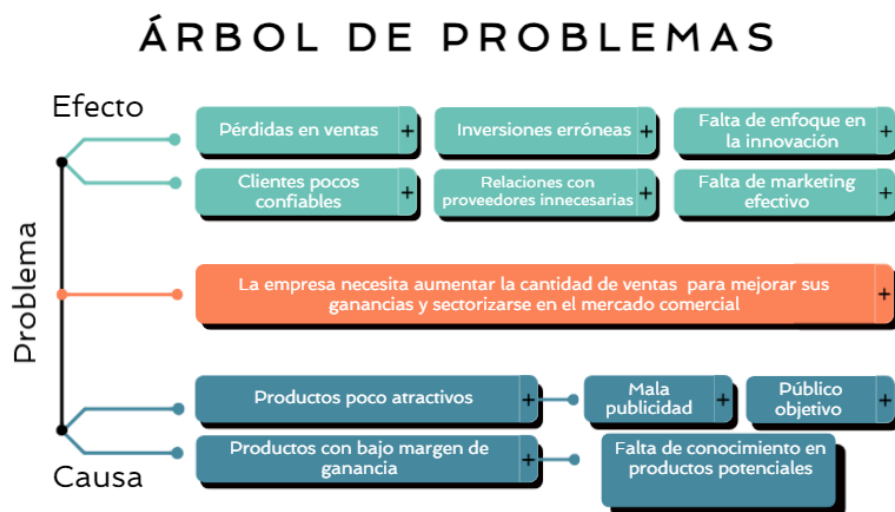 ÁRBOL DE PROBLEMAS
Efecto
Pérdidas en ventas +
Inversiones erróneas +
Falta de enfoque en
la innovación +
Clientes pocos
confiables +
Relaciones con
proveedores innecesarias +
Falta de marketing
efectivo +
Problema
La empresa necesita aumentar la cantidad de ventas para mejorar sus
ganancias y sectorizarse en el mercado comercial +
Productos poco atractivos +
Mala
publicidad +
Público
objetivo +
Productos con bajo margen de
ganancia +
Falta de conocimiento en
productos potenciales
Causa